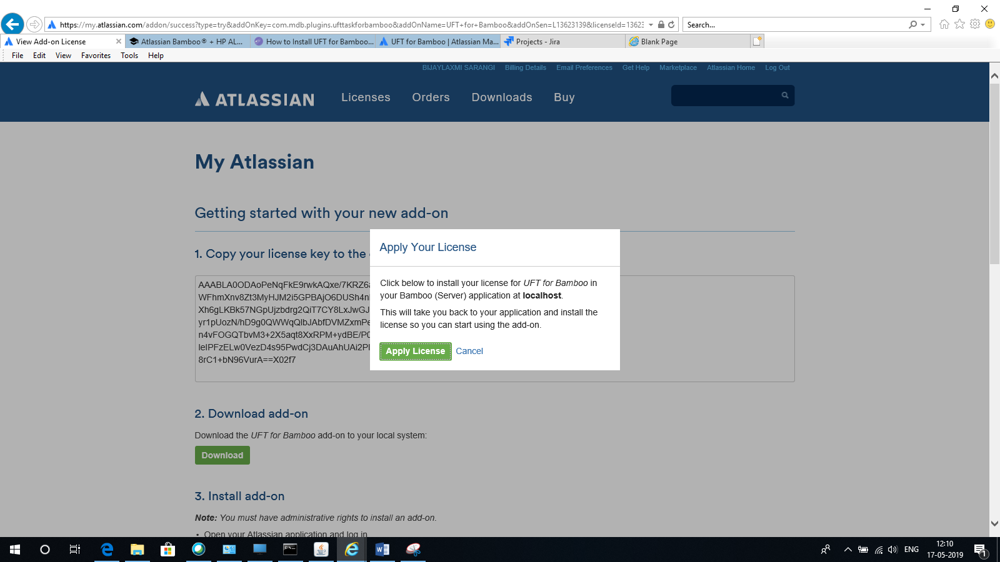 https://my.atlassian.com/addon/success?type=try&addOnKey=com.mdb.plugins.ufttaskforbamboo&addOnName=UFT+for+Bamboo&addOnSen=L13623139&licenseId=1362
Search...
View Add-on License
Atlassian Bamboo® + HP AL...
How to Install UFT for Bamboo...
UFT for Bamboo | Atlassian Ma...
Projects - Jira
Blank Page
File Edit View Favorites Tools Help
BIJAYLAXMI SARANGI Billing Details Email Preferences Get Help Marketplace Atlassian Home Log Out
ATLASSIAN Licenses Orders Downloads Buy
My Atlassian
Getting started with your new add-on
1. Copy your license key to the
AAABLA0ODAoPeNqFkE9rwkAQxe/7KRZ6
WFhmXnv8Zt3MyHJM2i5GPBAjO6DUSh4n
Xh6gLKBk57NGpUjzbdrg2QiT7CY8LxJwGJ
yr1pUozN/hD9g0QWWqQlbJAbfDVMZxmPe
n4vFOGQTbvM3+2X5aqt8XxRPM+ydBE/P
leIPFzELw0VezD4s95PwdCj3DAuAhUAi2P
8rC1+bN96VurA==X02f7
Apply Your License
Click below to install your license for UFT for Bamboo in
your Bamboo (Server) application at localhost.
This will take you back to your application and install the
license so you can start using the add-on.
Apply License Cancel
2. Download add-on
Download the UFT for Bamboo add-on to your local system:
Download
3. Install add-on
Note: You must have administrative rights to install an add-on.
• Open your Atlassian application and log in
ENG
12:10
17-05-2019
1